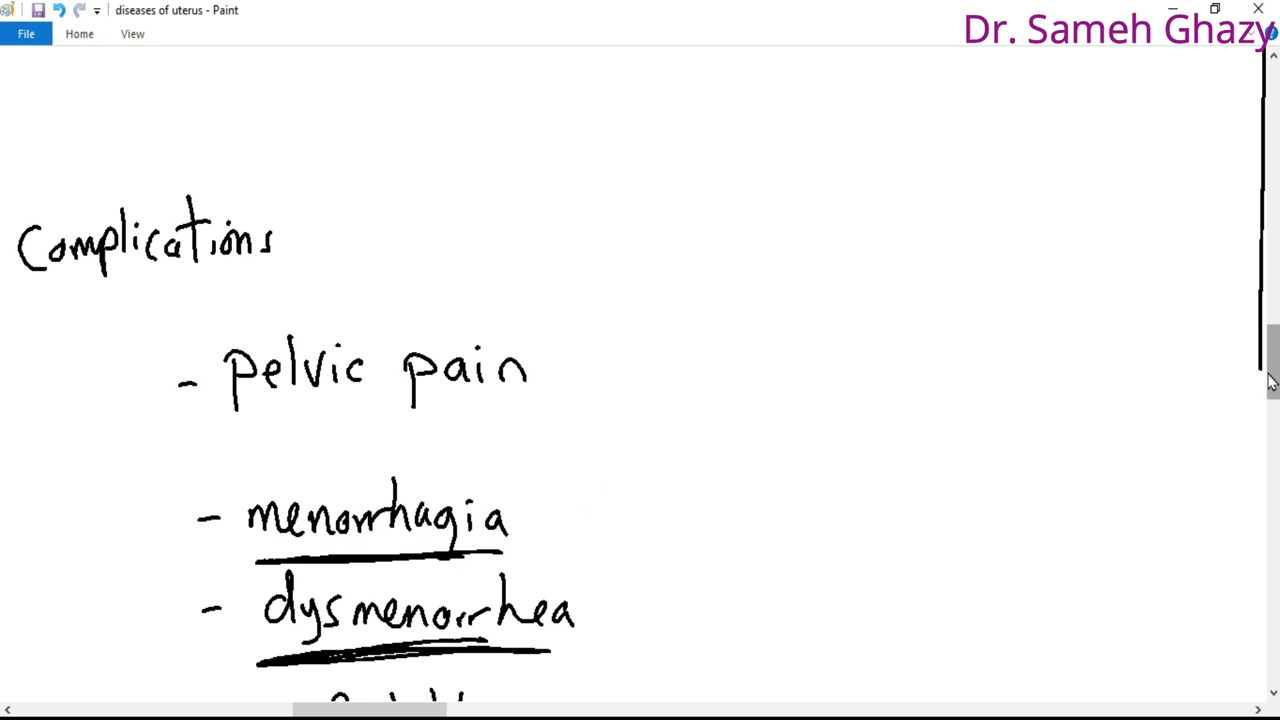 diseases of uterus - Paint
Dr. Sameh Ghazy
File Home View
Complications
- pelvic pain
- menorrhagia
- dysmenorrhea